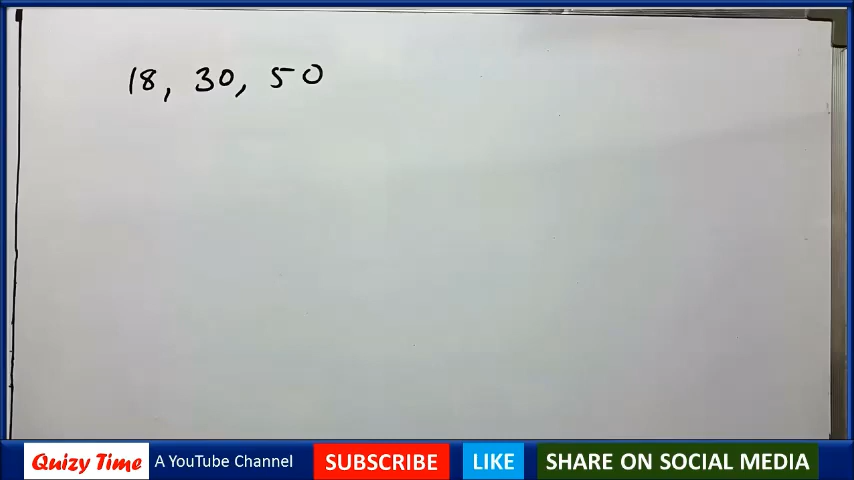 18, 30, 50
Quizy Time A YouTube Channel SUBSCRIBE LIKE SHARE ON SOCIAL MEDIA